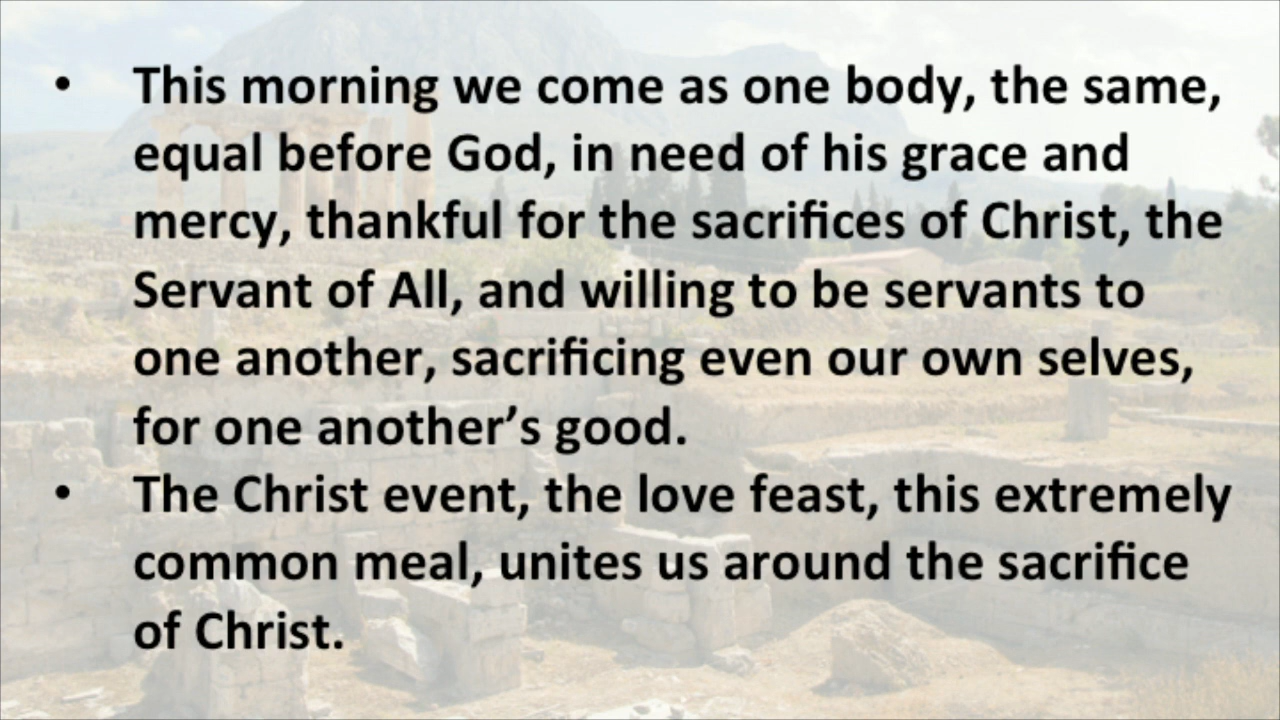 • This morning we come as one body, the same,
equal before God, in need of his grace and
mercy, thankful for the sacrifices of Christ, the
Servant of All, and willing to be servants to
one another, sacrificing even our own selves,
for one another’s good.
• The Christ event, the love feast, this extremely
common meal, unites us around the sacrifice
of Christ.